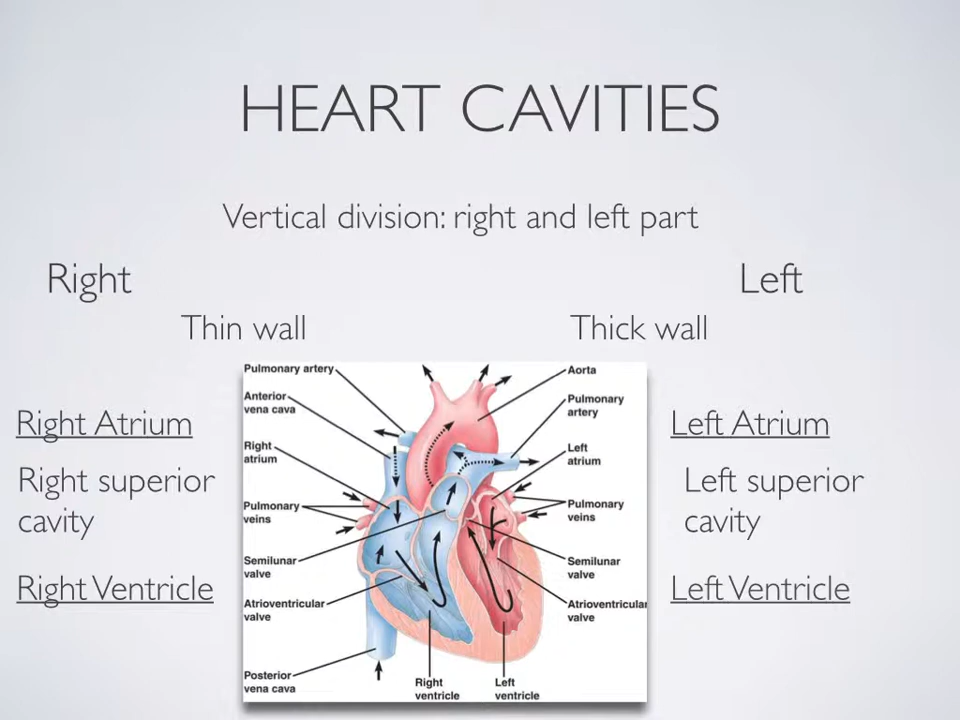 HEART CAVITIES
Vertical division: right and left part
Right
Left
Thin wall
Thick wall
Right Atrium
Right superior
cavity
Right Ventricle
Pulmonary artery
Anterior
vena cava
Right
atrium
Pulmonary
veins
Semilunar
valve
Atrioventricular
valve
Posterior
vena cava
Right
ventricle
Left
ventricle
Aorta
Pulmonary
artery
Left
atrium
Pulmonary
veins
Semilunar
valve
Atrioventricular
valve
Left Atrium
Left superior
cavity
Left Ventricle